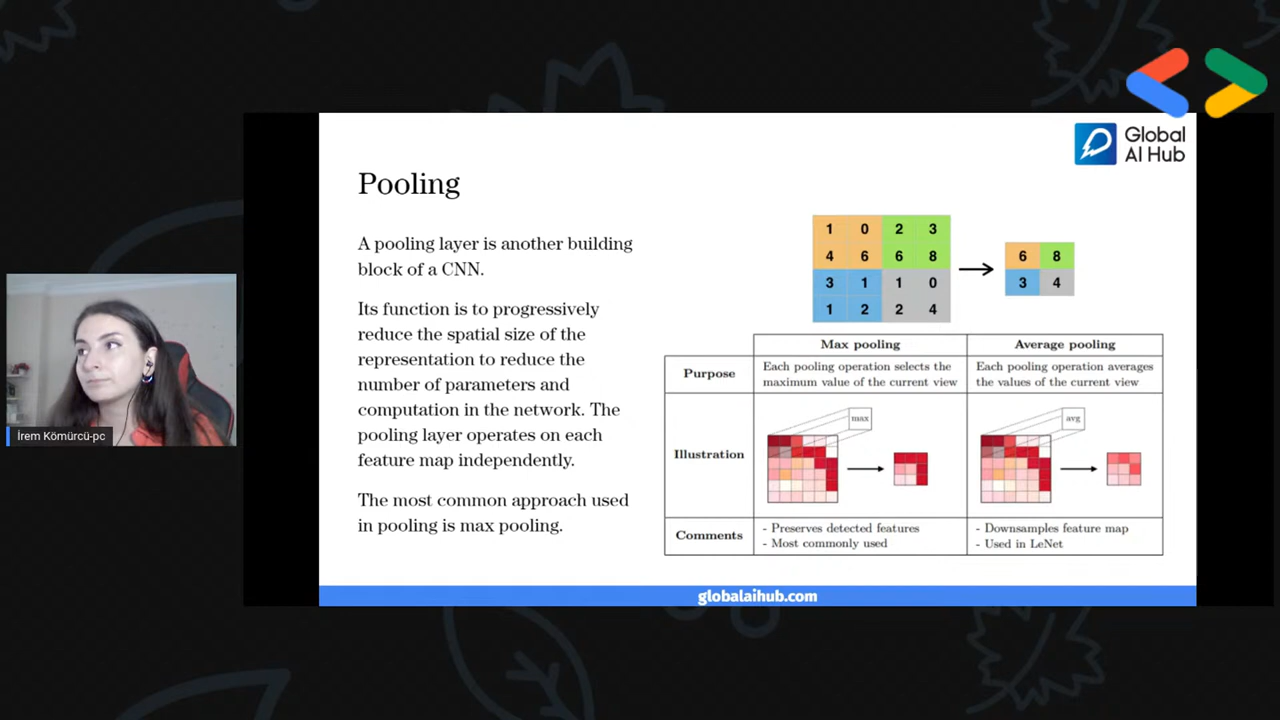 Global
AI Hub
Pooling
A pooling layer is another building
block of a CNN.
Its function is to progressively
reduce the spatial size of the
representation to reduce the
number of parameters and
computation in the network. The
pooling layer operates on each
feature map independently.
The most common approach used
in pooling is max pooling.
1 0 2 3
4 6 6 8
3 1 1 0
1 2 2 4
6 8
3 4
Max pooling
Average pooling
Purpose
Each pooling operation selects the
maximum value of the current view
Each pooling operation averages
the values of the current view
Illustration
max
avg
Comments
- Preserves detected features
- Most commonly used
- Downsamples feature map
- Used in LeNet
İrem Kömürcü-pc
globalaihub.com